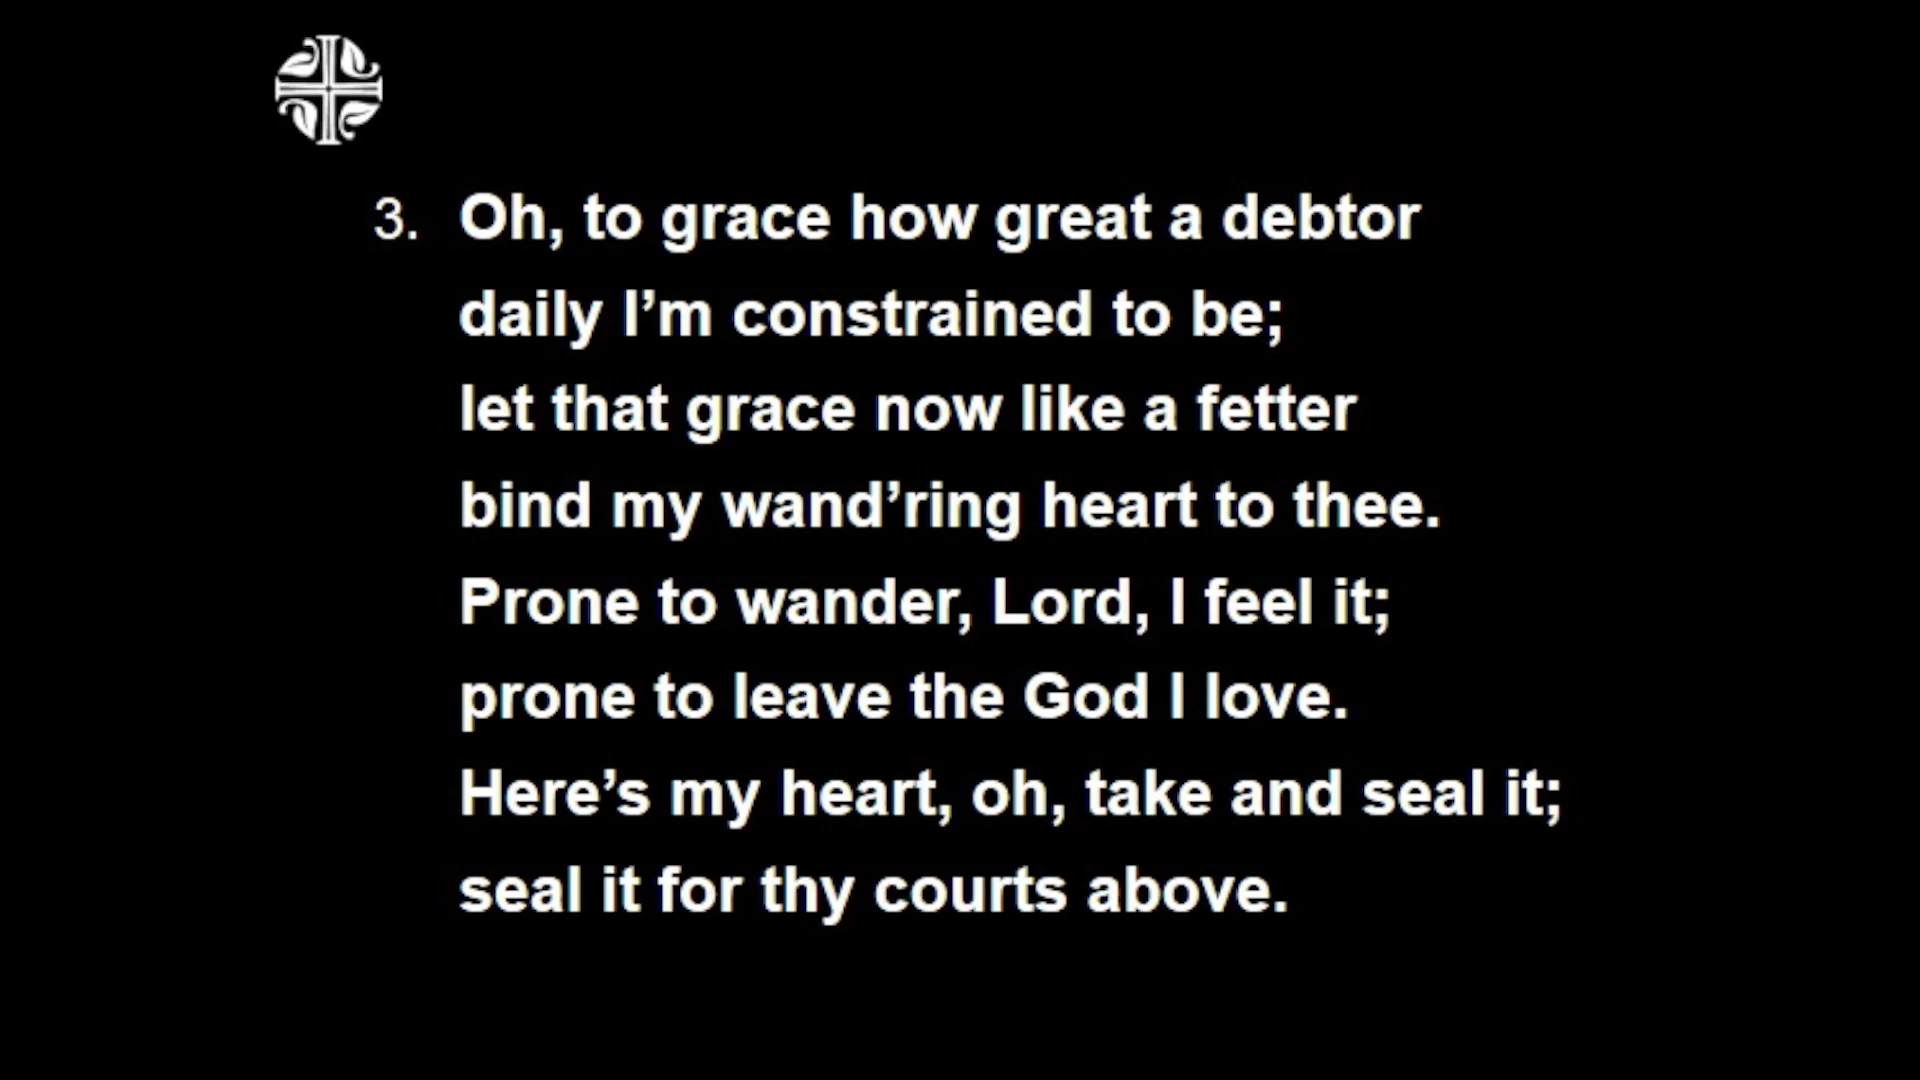 3. Oh, to grace how great a debtor
daily I’m constrained to be;
let that grace now like a fetter
bind my wand’ring heart to thee.
Prone to wander, Lord, I feel it;
prone to leave the God I love.
Here’s my heart, oh, take and seal it;
seal it for thy courts above.